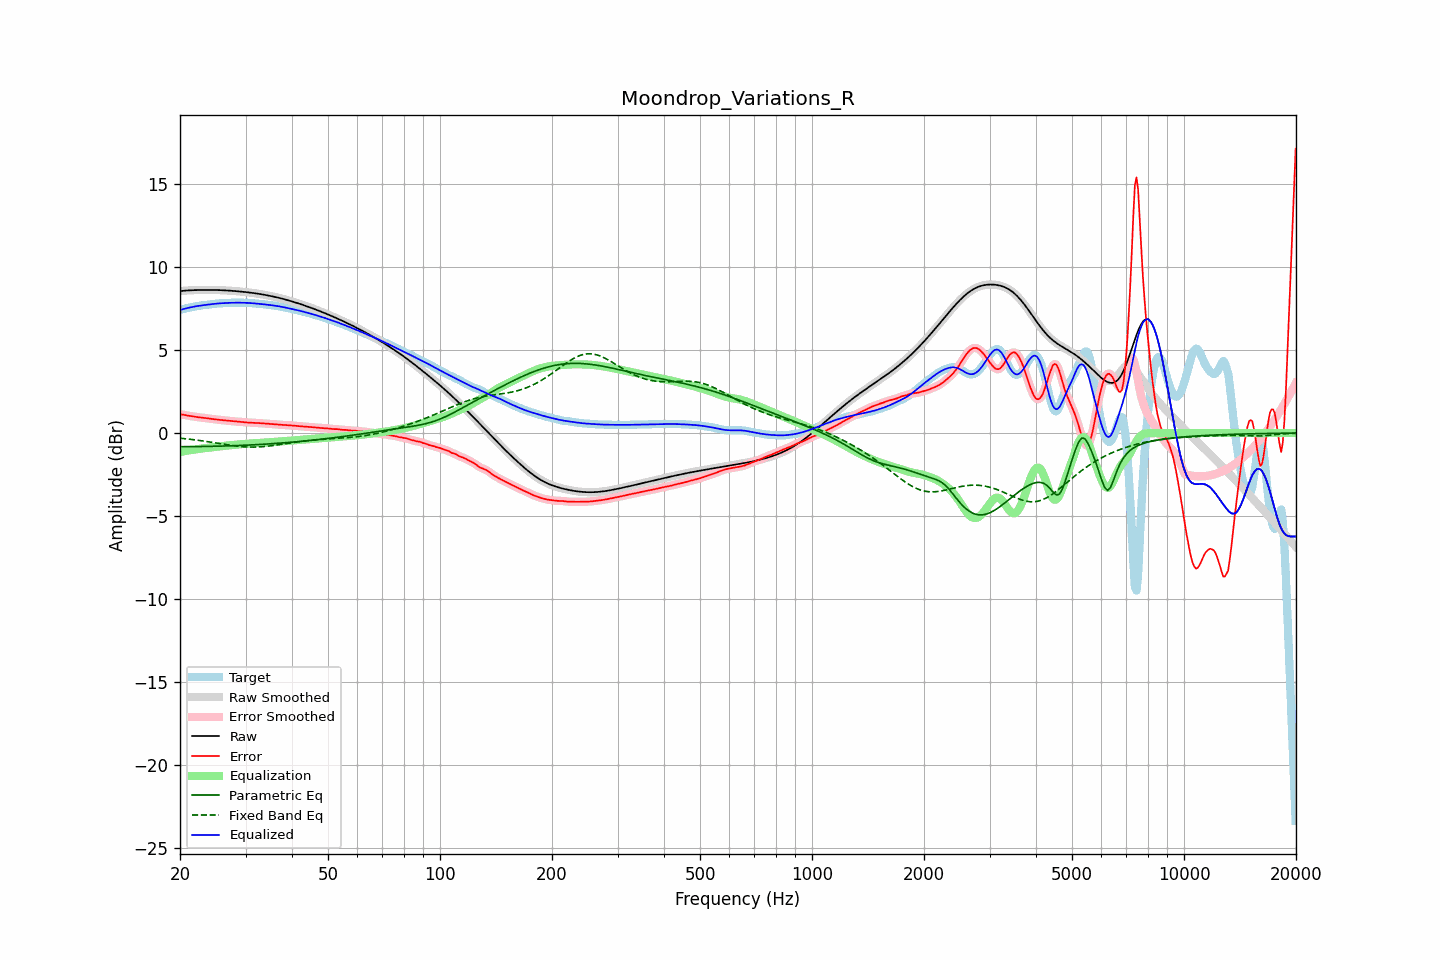 Moondrop_Variations_R
15
10
5
0
−5
−10
−15
−20
−25
Amplitude (dBr)
Target
Raw Smoothed
Error Smoothed
Raw
Error
Equalization
Parametric Eq
Fixed Band Eq
Equalized
20 50 100 200 500 1000 2000 5000 10000 20000
Frequency (Hz)